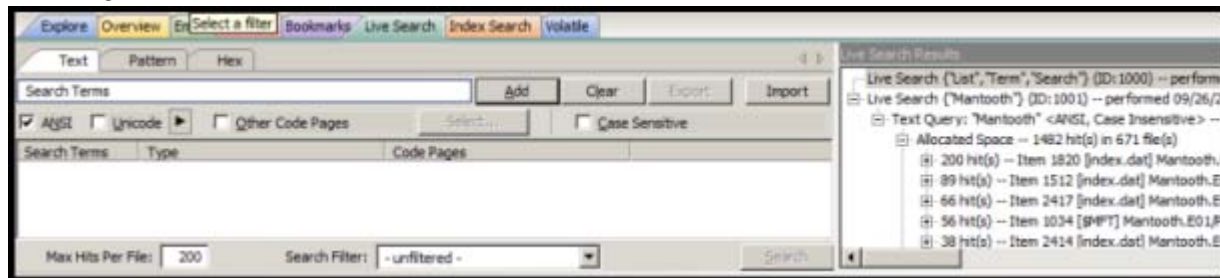 Explore Overview Select a filter Bookmarks Live Search Index Search Volatile
Text Pattern Hex
Search Terms Add Clear Export Import
ANSI Unicode Other Code Pages Select... Case Sensitive
Search Terms Type Code Pages
Max Hits Per File: 200 Search Filter: - unfiltered - Search
Live Search Results
Live Search {"List","Term","Search"} (ID:1000) -- perform
Live Search {"Mantooth"} (ID:1001) -- performed 09/26/2
Text Query: "Mantooth" <ANSI, Case Insensitive> --
Allocated Space -- 1482 hit(s) in 671 file(s)
200 hit(s) -- Item 1820 [index.dat] Mantooth.
89 hit(s) -- Item 1512 [index.dat] Mantooth.E
66 hit(s) -- Item 2417 [index.dat] Mantooth.E
56 hit(s) -- Item 1034 [$MFT] Mantooth.E01/P
38 hit(s) -- Item 2414 [index.dat] Mantooth.E